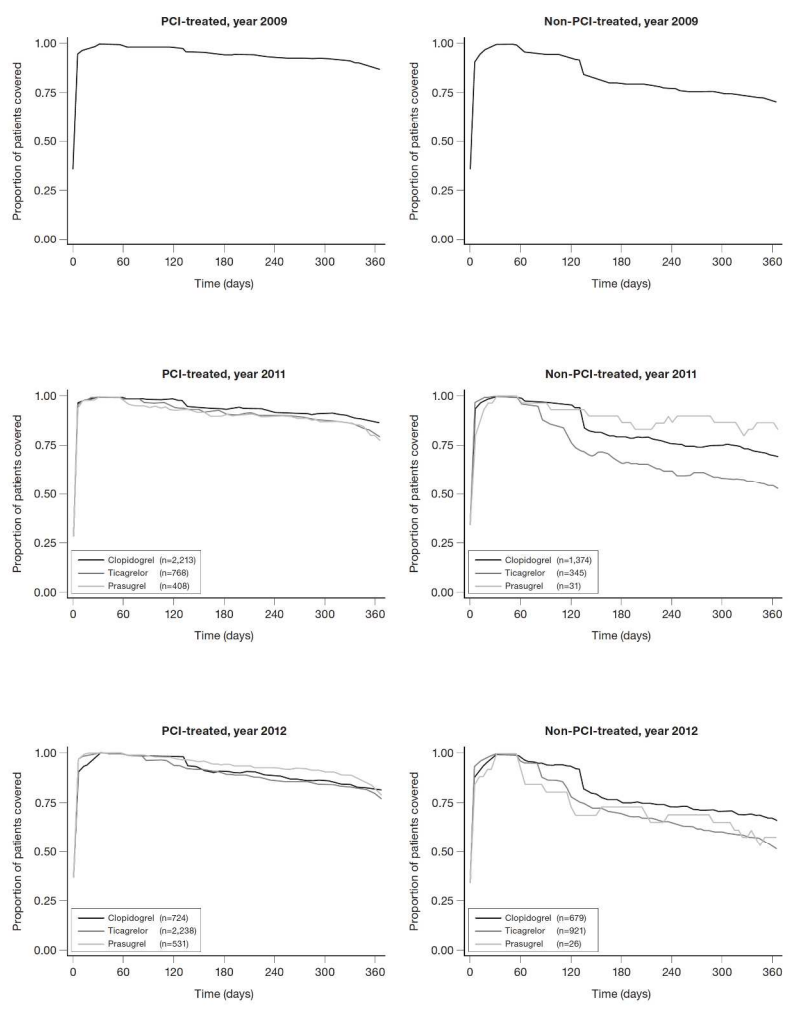 PCI-treated, year 2009
Proportion of patients covered
1.00
0.75
0.50
0.25
0.00
0 60 120 180 240 300 360
Time (days)
Non-PCI-treated, year 2009
Proportion of patients covered
1.00
0.75
0.50
0.25
0.00
0 60 120 180 240 300 360
Time (days)
PCI-treated, year 2011
Proportion of patients covered
1.00
0.75
0.50
0.25
0.00
Clopidogrel (n=2,213)
Ticagrelor (n=768)
Prasugrel (n=408)
0 60 120 180 240 300 360
Time (days)
Non-PCI-treated, year 2011
Proportion of patients covered
1.00
0.75
0.50
0.25
0.00
Clopidogrel (n=1,374)
Ticagrelor (n=345)
Prasugrel (n=31)
0 60 120 180 240 300 360
Time (days)
PCI-treated, year 2012
Proportion of patients covered
1.00
0.75
0.50
0.25
0.00
Clopidogrel (n=724)
Ticagrelor (n=2,238)
Prasugrel (n=531)
0 60 120 180 240 300 360
Time (days)
Non-PCI-treated, year 2012
Proportion of patients covered
1.00
0.75
0.50
0.25
0.00
Clopidogrel (n=679)
Ticagrelor (n=921)
Prasugrel (n=26)
0 60 120 180 240 300 360
Time (days)